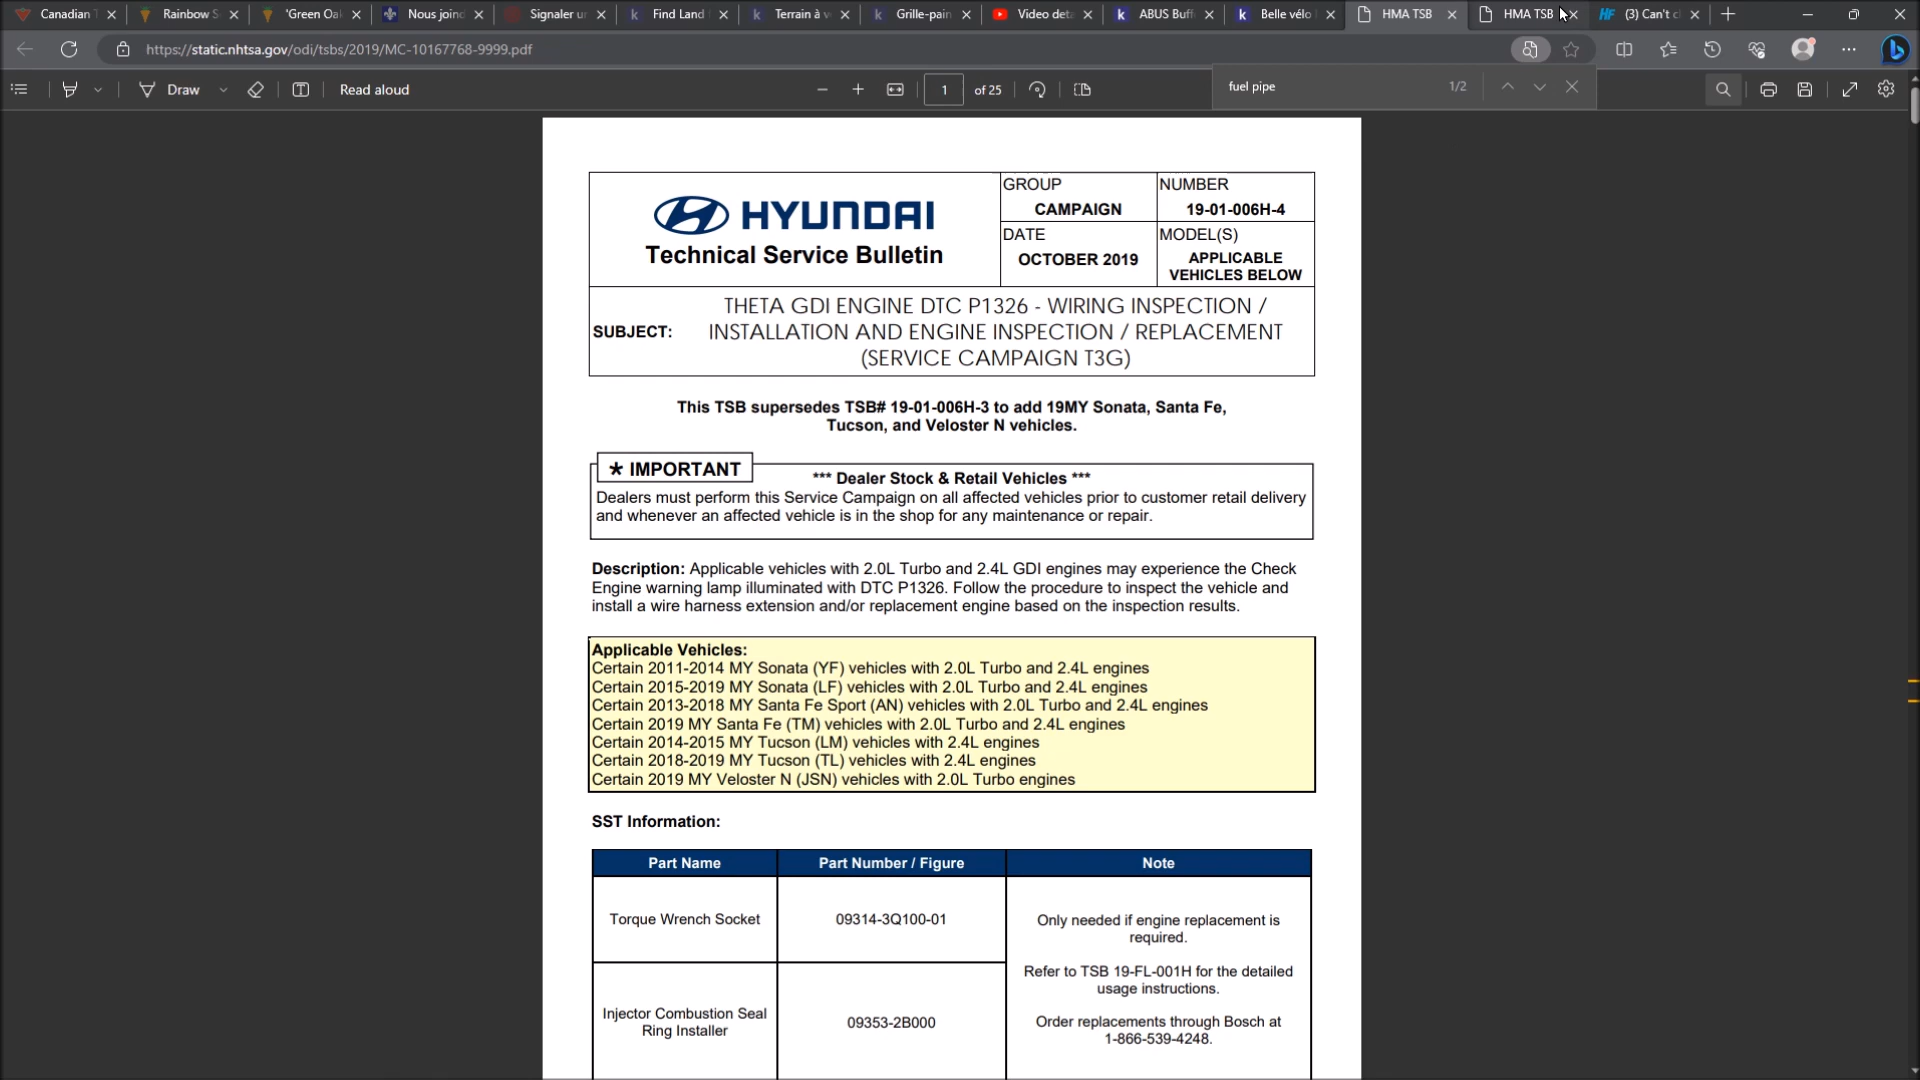 Canadian T
Rainbow S
'Green Oa
Nous joind
Signaler ur
Find Land
Terrain à v
Grille-pain
Video det
ABUS Buff
Belle vélo
HMA TSB
HMA TSB
(3) Can't c
https://static.nhtsa.gov/odi/tsbs/2019/MC-10167768-9999.pdf
Draw
Read aloud
1
of 25
fuel pipe
1/2
HYUNDAI
Technical Service Bulletin
GROUP
CAMPAIGN
NUMBER
19-01-006H-4
DATE
OCTOBER 2019
MODEL(S)
APPLICABLE
VEHICLES BELOW
SUBJECT:
THETA GDI ENGINE DTC P1326 - WIRING INSPECTION /
INSTALLATION AND ENGINE INSPECTION / REPLACEMENT
(SERVICE CAMPAIGN T3G)
This TSB supersedes TSB# 19-01-006H-3 to add 19MY Sonata, Santa Fe,
Tucson, and Veloster N vehicles.
* IMPORTANT
*** Dealer Stock & Retail Vehicles ***
Dealers must perform this Service Campaign on all affected vehicles prior to customer retail delivery
and whenever an affected vehicle is in the shop for any maintenance or repair.
Description: Applicable vehicles with 2.0L Turbo and 2.4L GDI engines may experience the Check
Engine warning lamp illuminated with DTC P1326. Follow the procedure to inspect the vehicle and
install a wire harness extension and/or replacement engine based on the inspection results.
Applicable Vehicles:
Certain 2011-2014 MY Sonata (YF) vehicles with 2.0L Turbo and 2.4L engines
Certain 2015-2019 MY Sonata (LF) vehicles with 2.0L Turbo and 2.4L engines
Certain 2013-2018 MY Santa Fe Sport (AN) vehicles with 2.0L Turbo and 2.4L engines
Certain 2019 MY Santa Fe (TM) vehicles with 2.0L Turbo and 2.4L engines
Certain 2014-2015 MY Tucson (LM) vehicles with 2.4L engines
Certain 2018-2019 MY Tucson (TL) vehicles with 2.4L engines
Certain 2019 MY Veloster N (JSN) vehicles with 2.0L Turbo engines
SST Information:
Part Name
Part Number / Figure
Note
Torque Wrench Socket
09314-3Q100-01
Only needed if engine replacement is
required.
Refer to TSB 19-FL-001H for the detailed
usage instructions.
Order replacements through Bosch at
1-866-539-4248.
Injector Combustion Seal
Ring Installer
09353-2B000